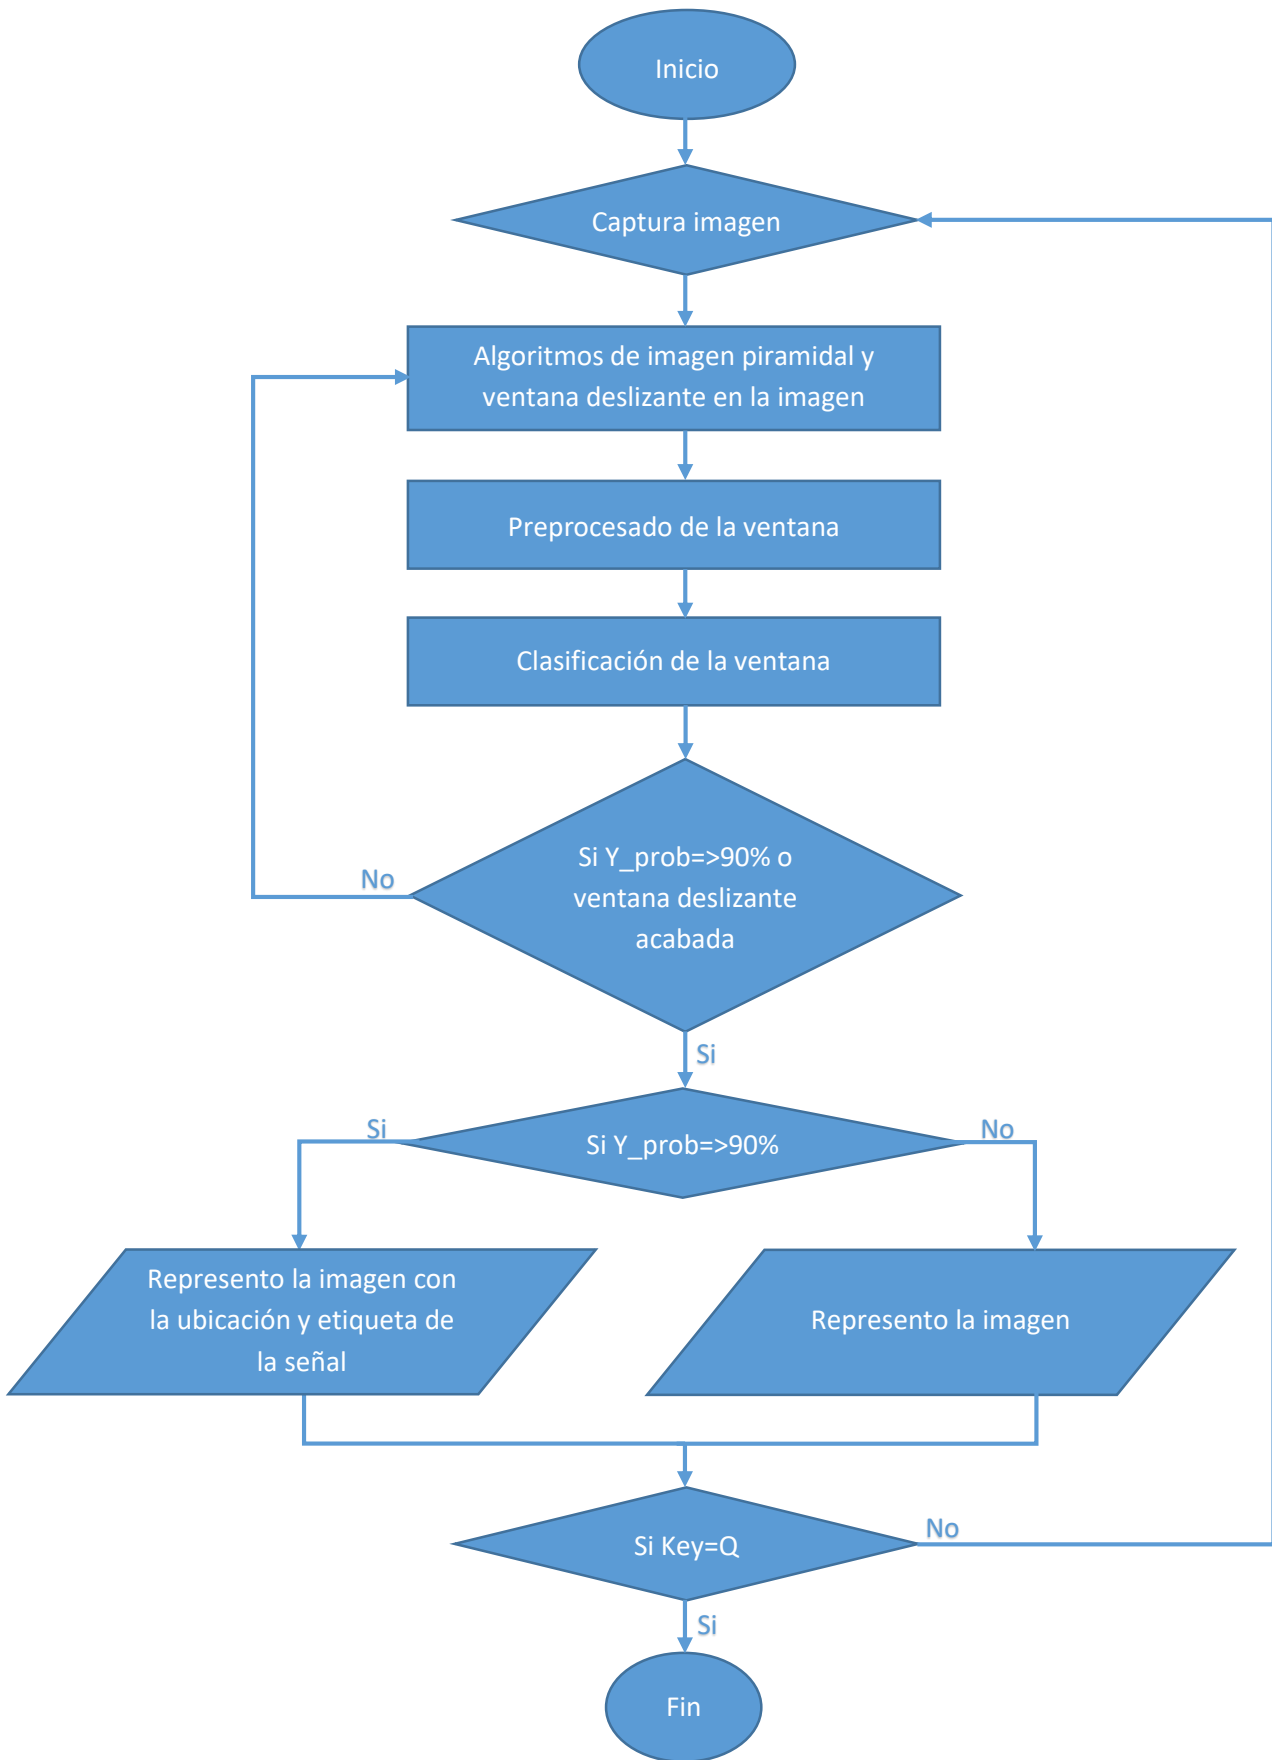 Inicio
Captura imagen
Algoritmos de imagen piramidal y
ventana deslizante en la imagen
Preprocesado de la ventana
Clasificación de la ventana
Si Y_prob=>90% o
ventana deslizante
acabada
No
Si
Si Y_prob=>90%
Si
No
Represento la imagen con
la ubicación y etiqueta de
la señal
Represento la imagen
Si Key=Q
No
Si
Fin